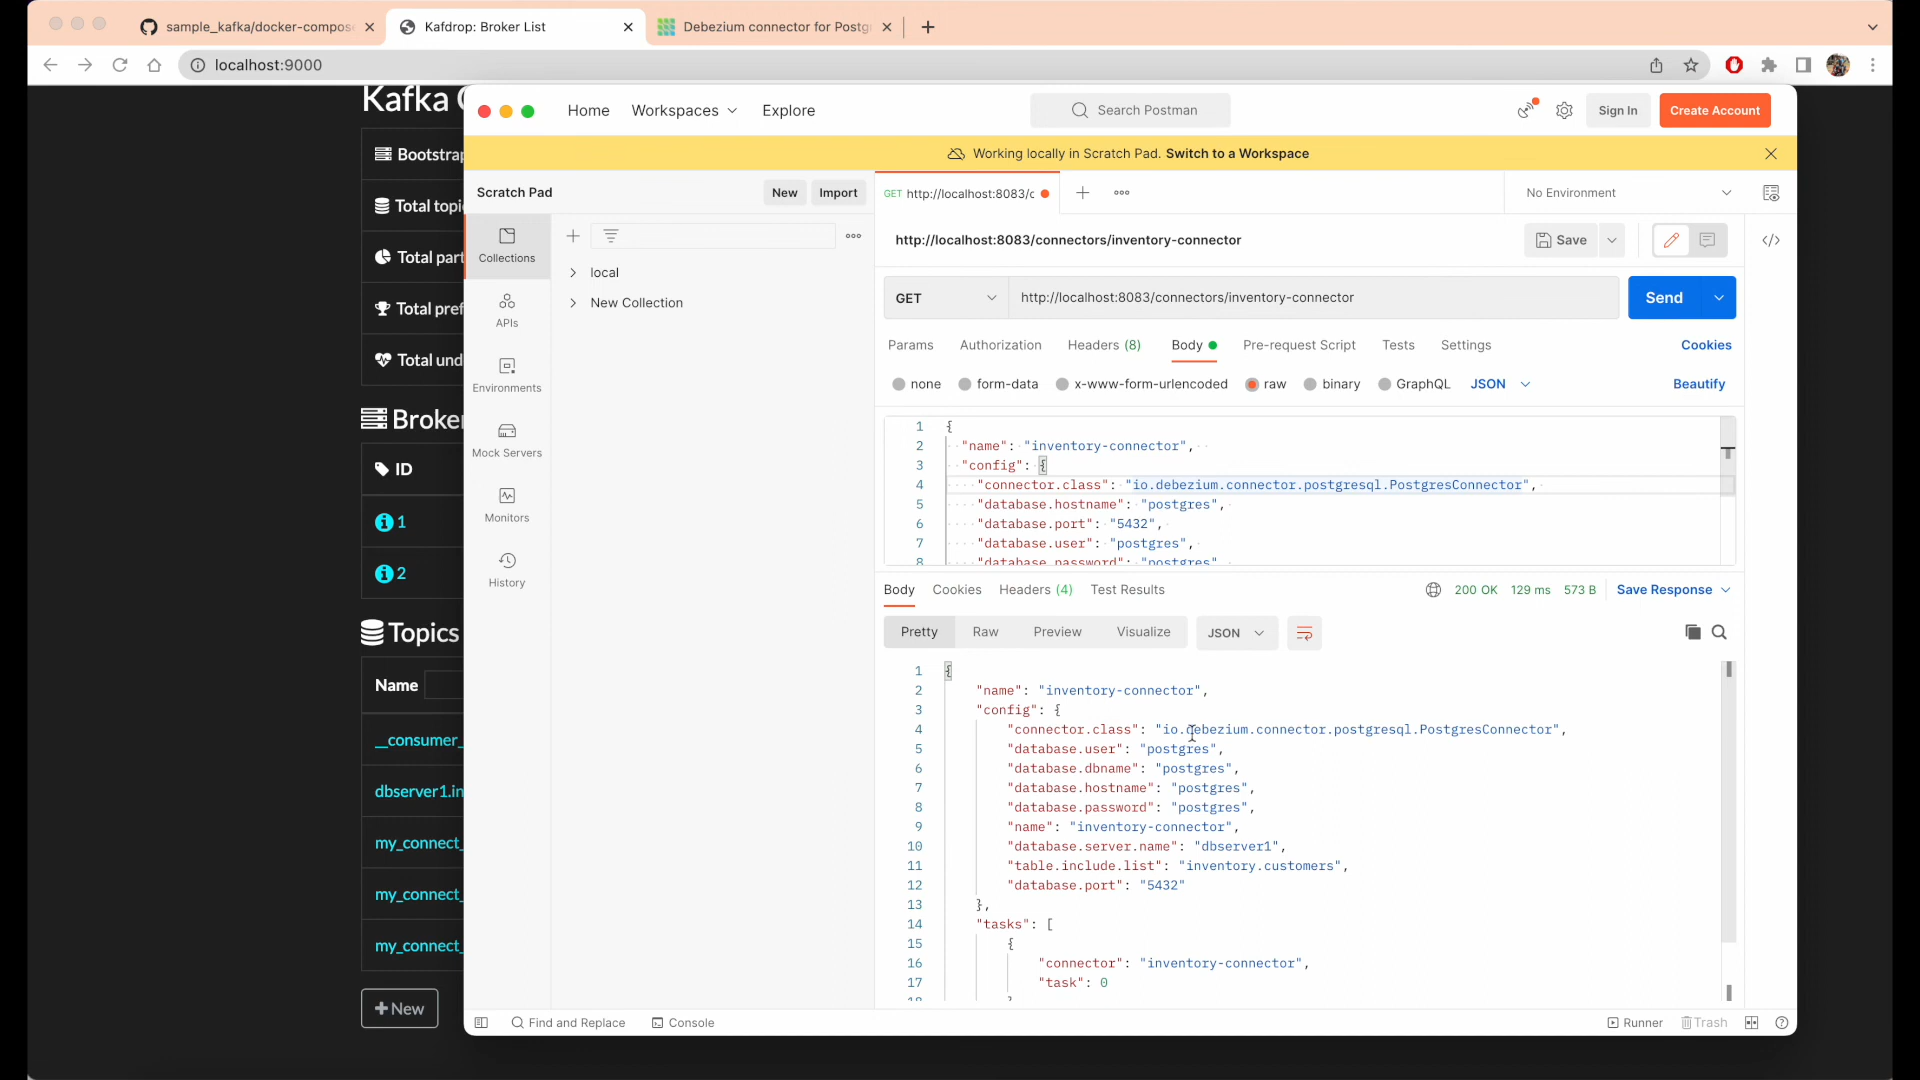 sample_kafka/docker-compos
Kafdrop: Broker List
Debezium connector for Postg
localhost:9000
Kafka
Bootstrap
Total topi
Total part
Total pref
Total und
Broker
ID
1
2
Topics
Name
__consumer_
dbserver1.in
my_connect_
my_connect_
my_connect_
New
Home
Workspaces
Explore
Search Postman
Sign In
Create Account
Working locally in Scratch Pad. Switch to a Workspace
Scratch Pad
New
Import
Collections
APIs
Environments
Mock Servers
Monitors
History
local
New Collection
GET http://localhost:8083/c
No Environment
http://localhost:8083/connectors/inventory-connector
Save
GET
http://localhost:8083/connectors/inventory-connector
Send
Params
Authorization
Headers (8)
Body
Pre-request Script
Tests
Settings
Cookies
none
form-data
x-www-form-urlencoded
raw
binary
GraphQL
JSON
Beautify
1 {
2 "name": "inventory-connector",
3 "config": {
4 "connector.class": "io.debezium.connector.postgresql.PostgresConnector",
5 "database.hostname": "postgres",
6 "database.port": "5432",
7 "database.user": "postgres",
8 "database.password": "postgres"
Body
Cookies
Headers (4)
Test Results
200 OK
129 ms
573 B
Save Response
Pretty
Raw
Preview
Visualize
JSON
1 {
2 "name": "inventory-connector",
3 "config": {
4 "connector.class": "io.debezium.connector.postgresql.PostgresConnector",
5 "database.user": "postgres",
6 "database.dbname": "postgres",
7 "database.hostname": "postgres",
8 "database.password": "postgres",
9 "name": "inventory-connector",
10 "database.server.name": "dbserver1",
11 "table.include.list": "inventory.customers",
12 "database.port": "5432"
13 },
14 "tasks": [
15 {
16 "connector": "inventory-connector",
17 "task": 0
18 }
Find and Replace
Console
Runner
Trash